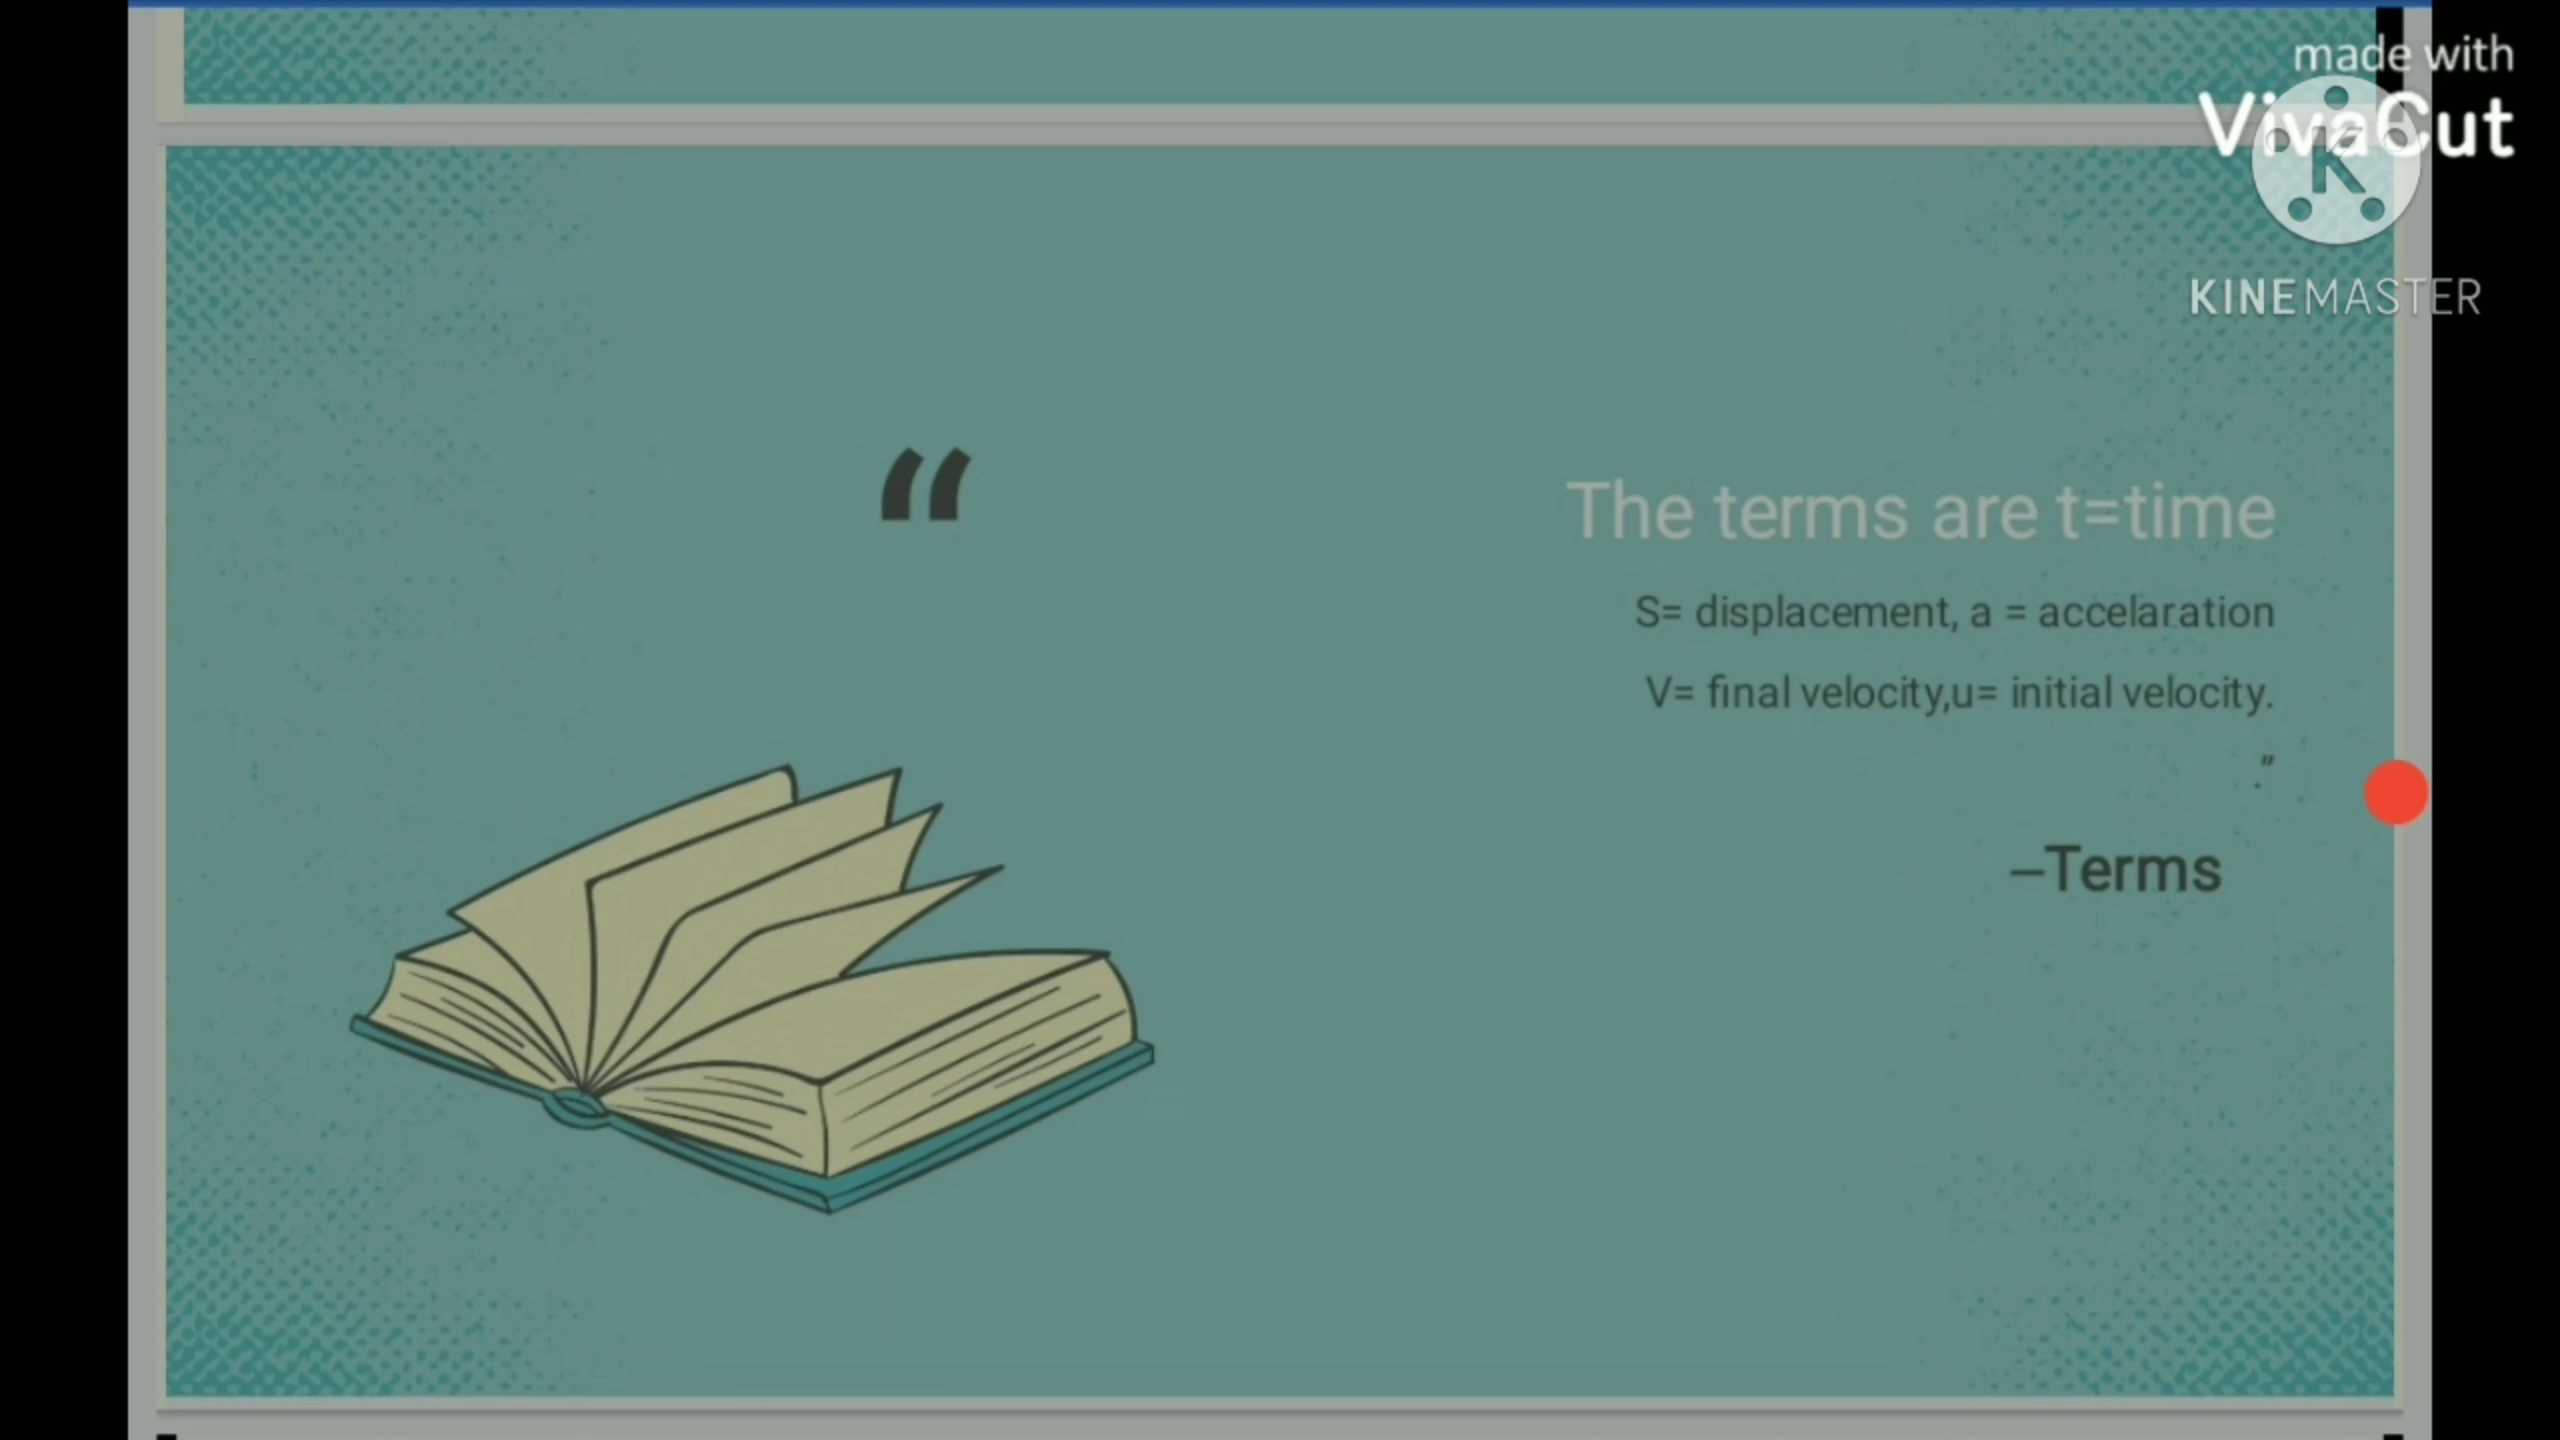 made with
VivaCut
K
KINEMASTER
“
The terms are t=time
S= displacement, a = accelaration
V= final velocity,u= initial velocity.
.”
—Terms